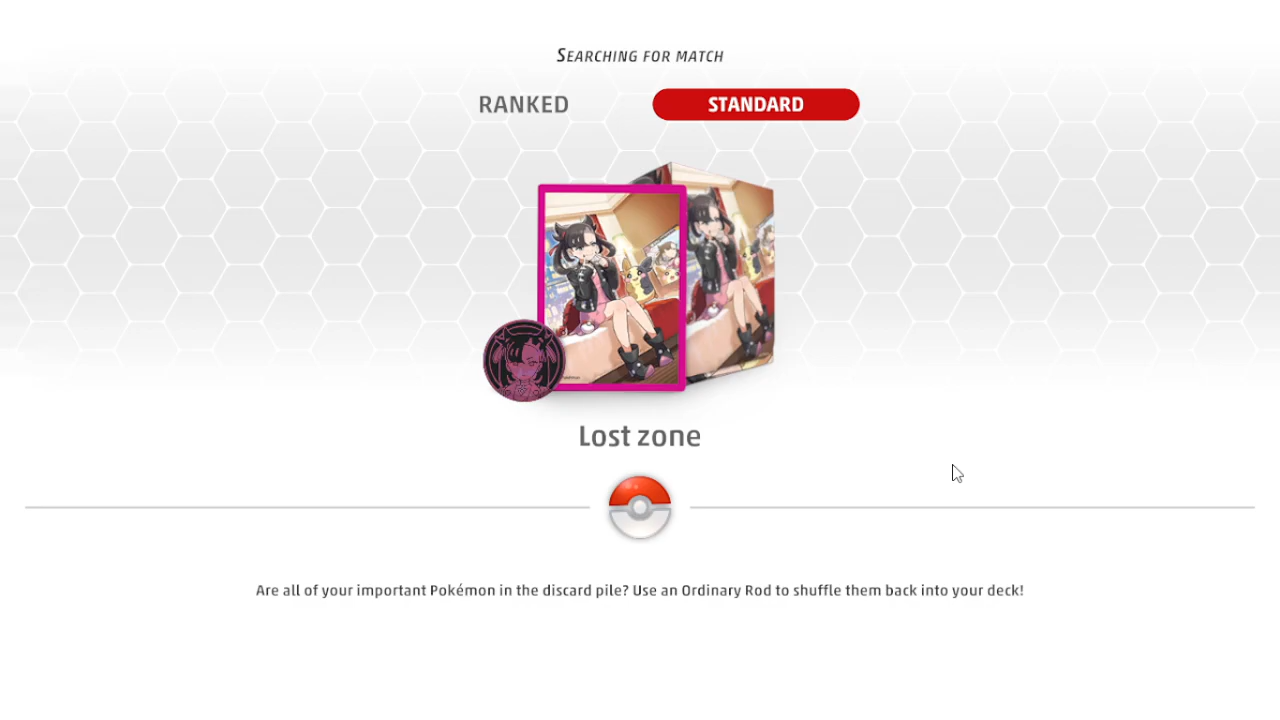 SEARCHING FOR MATCH
RANKED
STANDARD
Lost zone
Are all of your important Pokémon in the discard pile? Use an Ordinary Rod to shuffle them back into your deck!